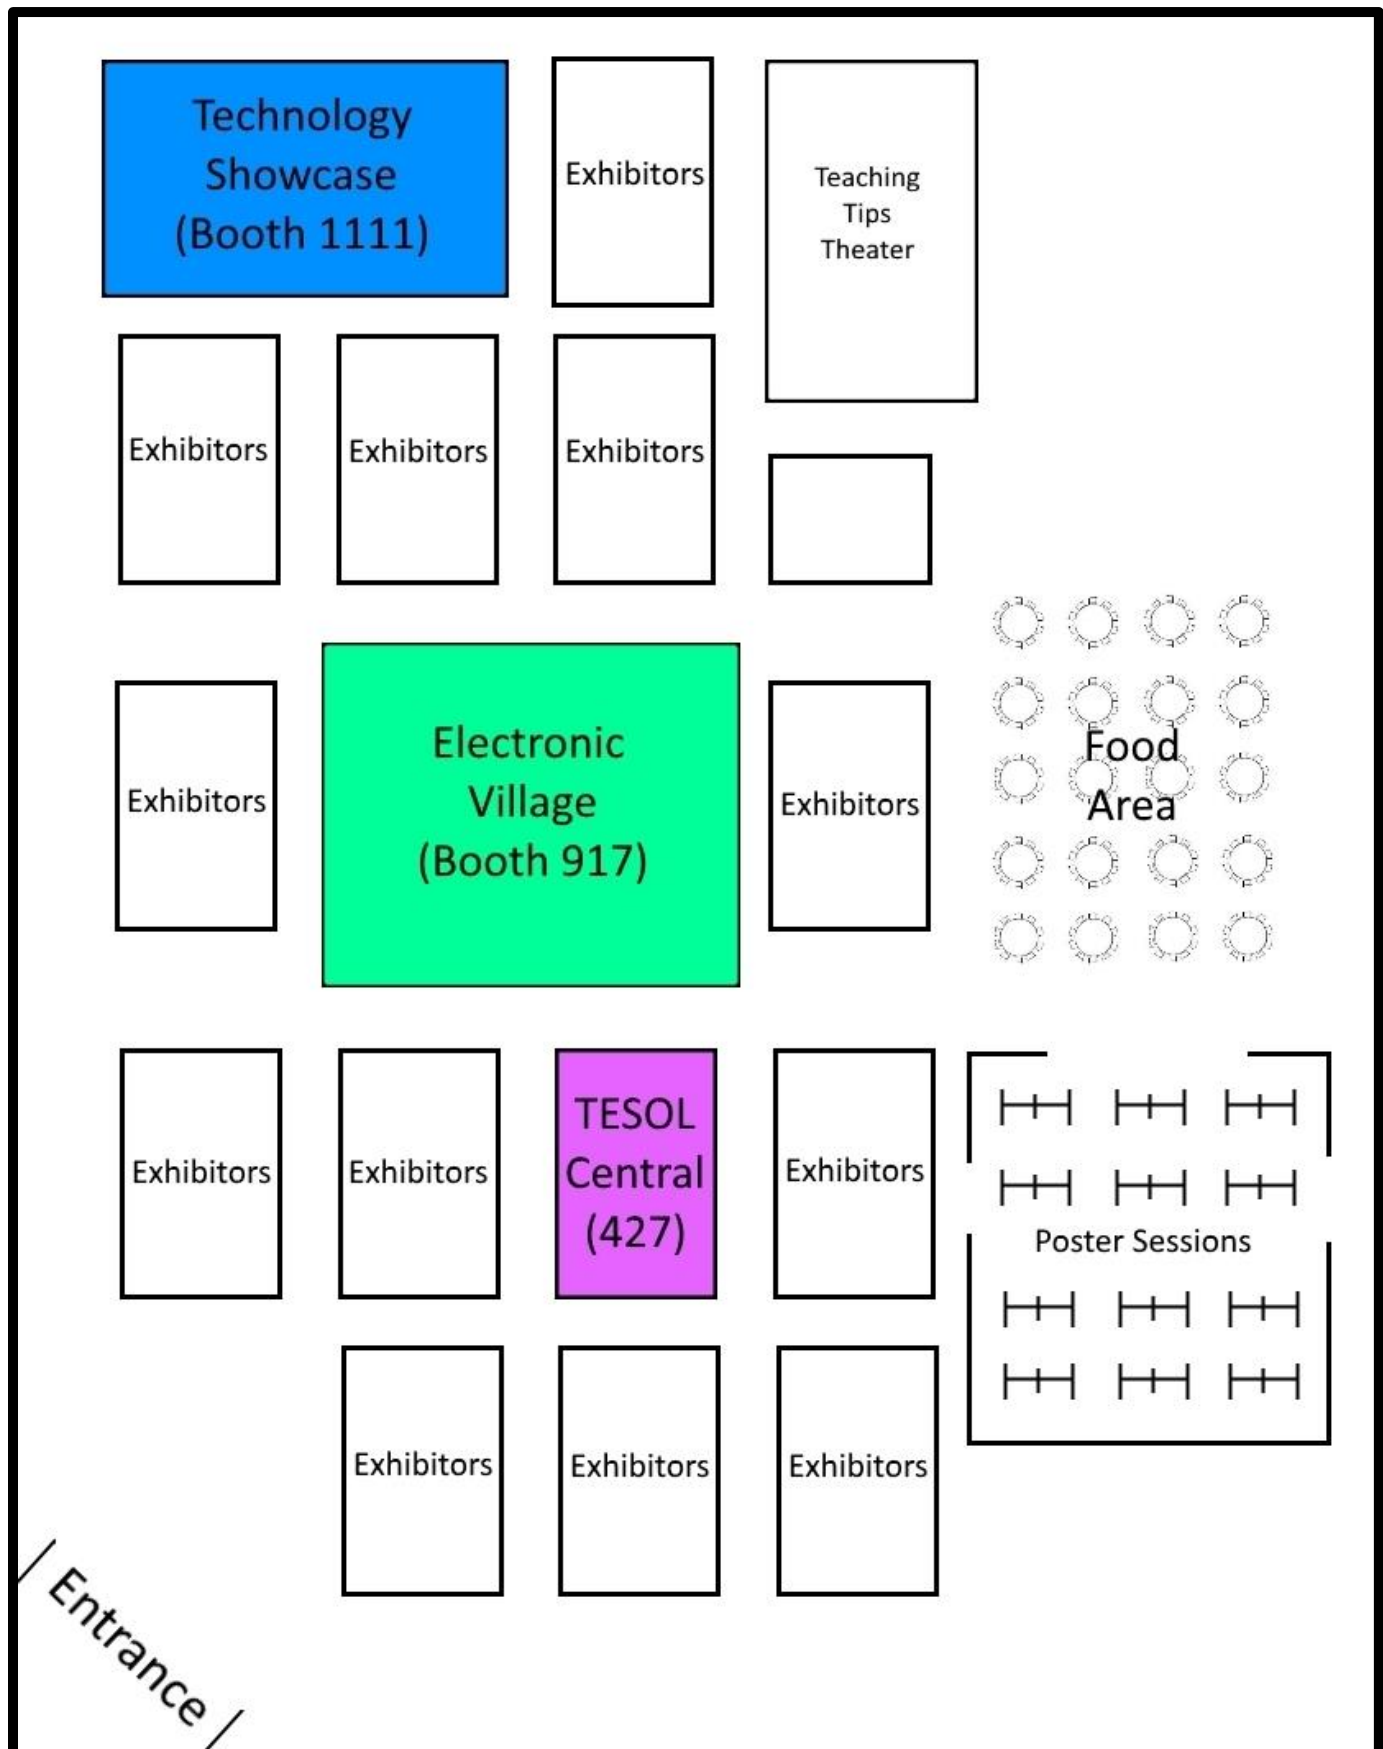 Technology
Showcase
(Booth 1111)
Exhibitors
Teaching
Tips
Theater
Exhibitors
Exhibitors
Exhibitors
Exhibitors
Electronic
Village
(Booth 917)
Exhibitors
Food
Area
Exhibitors
Exhibitors
TESOL
Central
(427)
Exhibitors
Poster Sessions
Exhibitors
Exhibitors
Exhibitors
Entrance